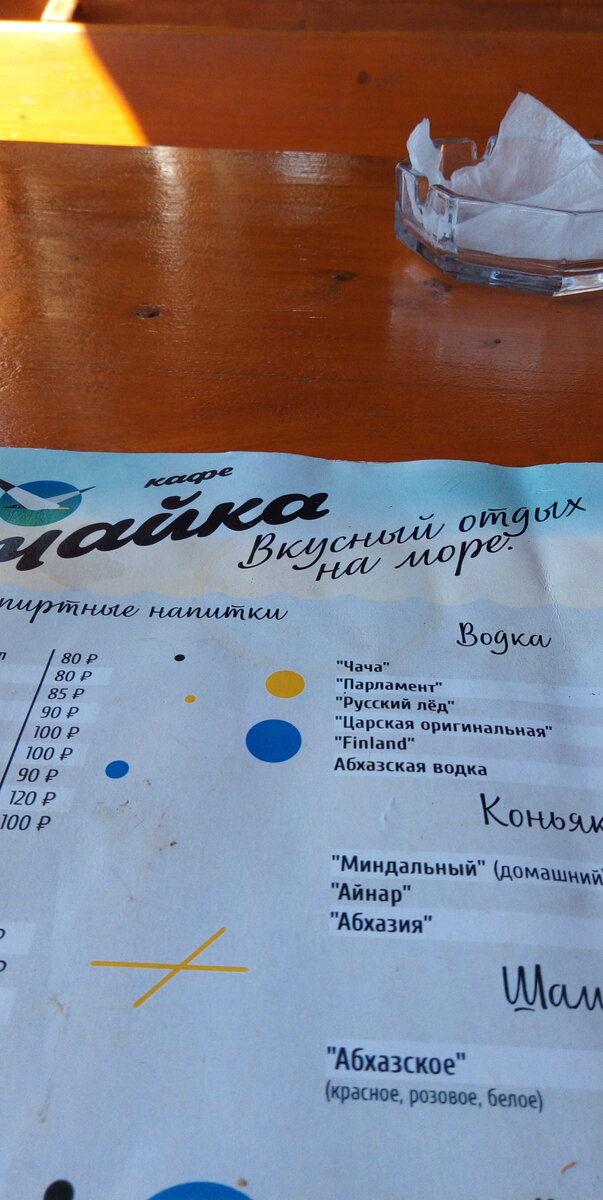 кафе
чайка
Вкусный отдых
на море!
пиртные напитки
80 ₽
80 ₽
85 ₽
90 ₽
100 ₽
100 ₽
90 ₽
120 ₽
100 ₽
₽
₽
Водка
"Чача"
"Парламент"
"Русский лёд"
"Царская оригинальная"
"Finland"
Абхазская водка
Коньяк
"Миндальный" (домашний)
"Айнар"
"Абхазия"
Шам
"Абхазское"
(красное, розовое, белое)